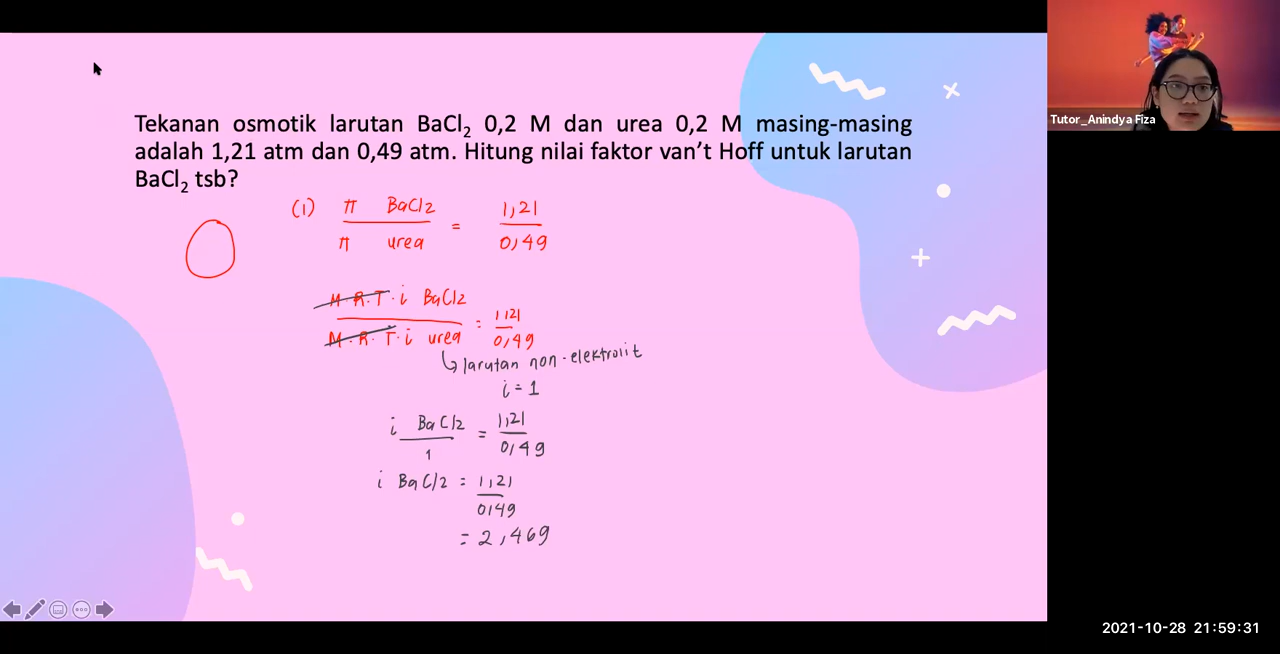 Tekanan osmotik larutan BaCl₂ 0,2 M dan urea 0,2 M masing-masing
adalah 1,21 atm dan 0,49 atm. Hitung nilai faktor van’t Hoff untuk larutan
BaCl₂ tsb?
(1) π BaCl2 / π urea = 1,21 / 0,49
M.R.T.i BaCl2 / M.R.T.i urea = 1,21 / 0,49
↳ larutan non-elektrolit
i = 1
i BaCl2 / 1 = 1,21 / 0,49
i BaCl2 = 1,21 / 0,49
= 2,469
Tutor_Anindya Fiza
2021-10-28 21:59:31